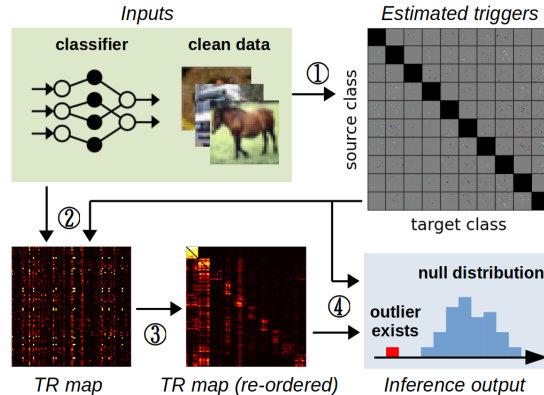 Inputs
Estimated triggers
classifier
clean data
①
source class
target class
②
null distribution
④
outlier
exists
③
TR map
TR map (re-ordered)
Inference output